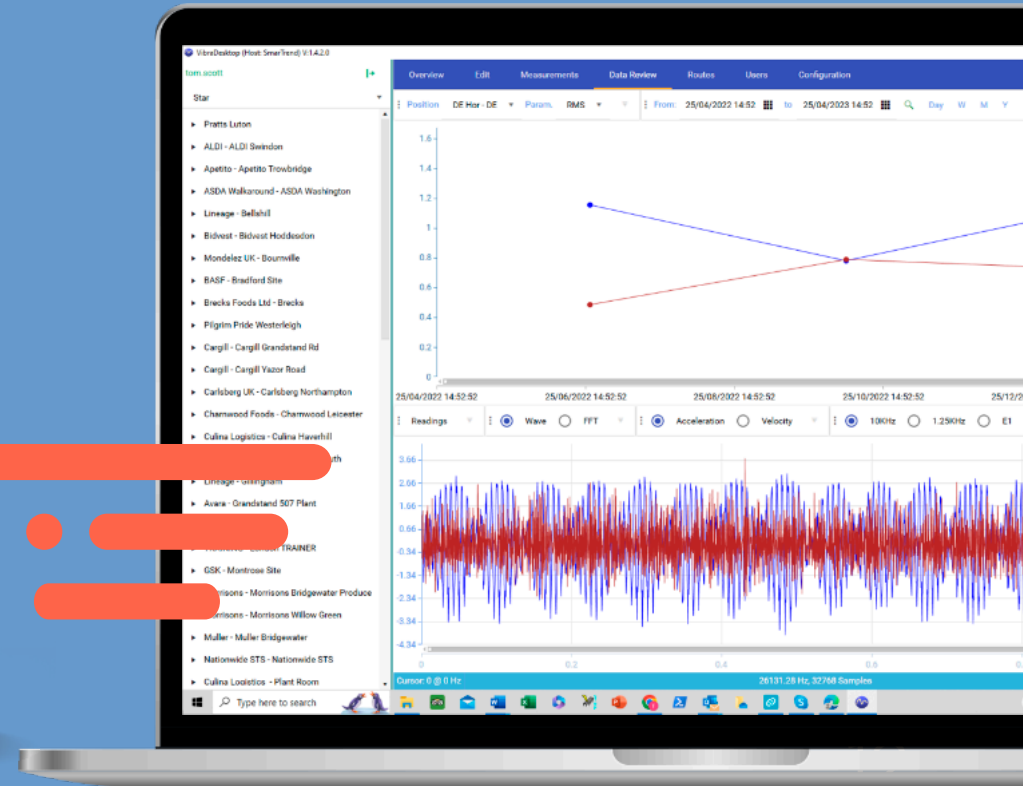 VibraDesktop (Host: SmarTrend) V:1.4.2.0
tom.scott
Star
Pratts Luton
ALDI - ALDI Swindon
Apetito - Apetito Trowbridge
ASDA Walkaround - ASDA Washington
Lineage - Bellshill
Bidvest - Bidvest Hoddesdon
Mondelez UK - Bournville
BASF - Bradford Site
Brecks Foods Ltd - Brecks
Pilgrim Pride Westerleigh
Cargill - Cargill Grandstand Rd
Cargill - Cargill Yazor Road
Carlsberg UK - Carlsberg Northampton
Charnwood Foods - Charnwood Leicester
Culina Logistics - Culina Haverhill
Lineage - Gillingham
Avara - Grandstand 507 Plant
TRAINER
GSK - Montrose Site
Morrisons Bridgewater Produce
Morrisons Willow Green
Muller - Muller Bridgewater
Nationwide STS - Nationwide STS
Culina Logistics - Plant Room
Overview Edit Measurements Data Review Routes Users Configuration
Position DE Hor - DE Param. RMS From: 25/04/2022 14:52 to 25/04/2023 14:52 Day W M Y
1.6
1.4
1.2
1
0.8
0.6
0.4
0.2
0
25/04/2022 14:52:52 25/06/2022 14:52:52 25/08/2022 14:52:52 25/10/2022 14:52:52 25/12/2
Readings Wave FFT Acceleration Velocity 10KHz 1.25KHz E1
3.66
2.66
1.66
0.66
-0.34
-1.34
-2.34
-3.34
-4.34
0 0.2 0.4 0.6 0.
Cursor: 0 @ 0 Hz 26131.28 Hz, 32768 Samples
Type here to search